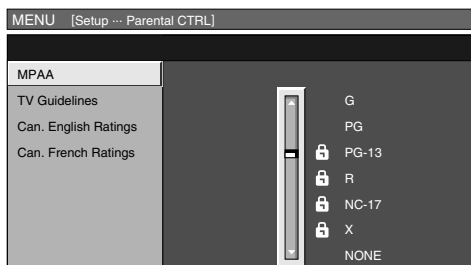 MENU [Setup ··· Parental CTRL]
MPAA
TV Guidelines
Can. English Ratings
Can. French Ratings
G
PG
PG-13
R
NC-17
X
NONE